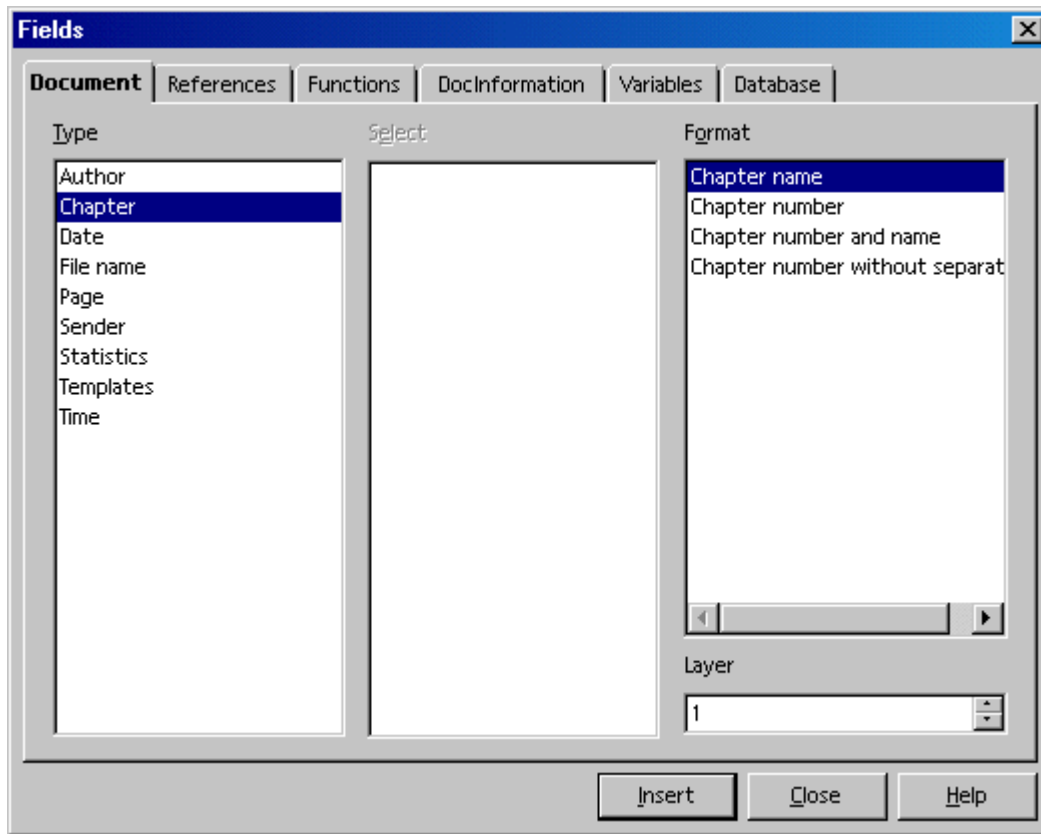 Fields
Document References Functions DocInformation Variables Database
Type Select Format
Author
Chapter
Date
File name
Page
Sender
Statistics
Templates
Time
Chapter name
Chapter number
Chapter number and name
Chapter number without separat
Layer
1
Insert Close Help